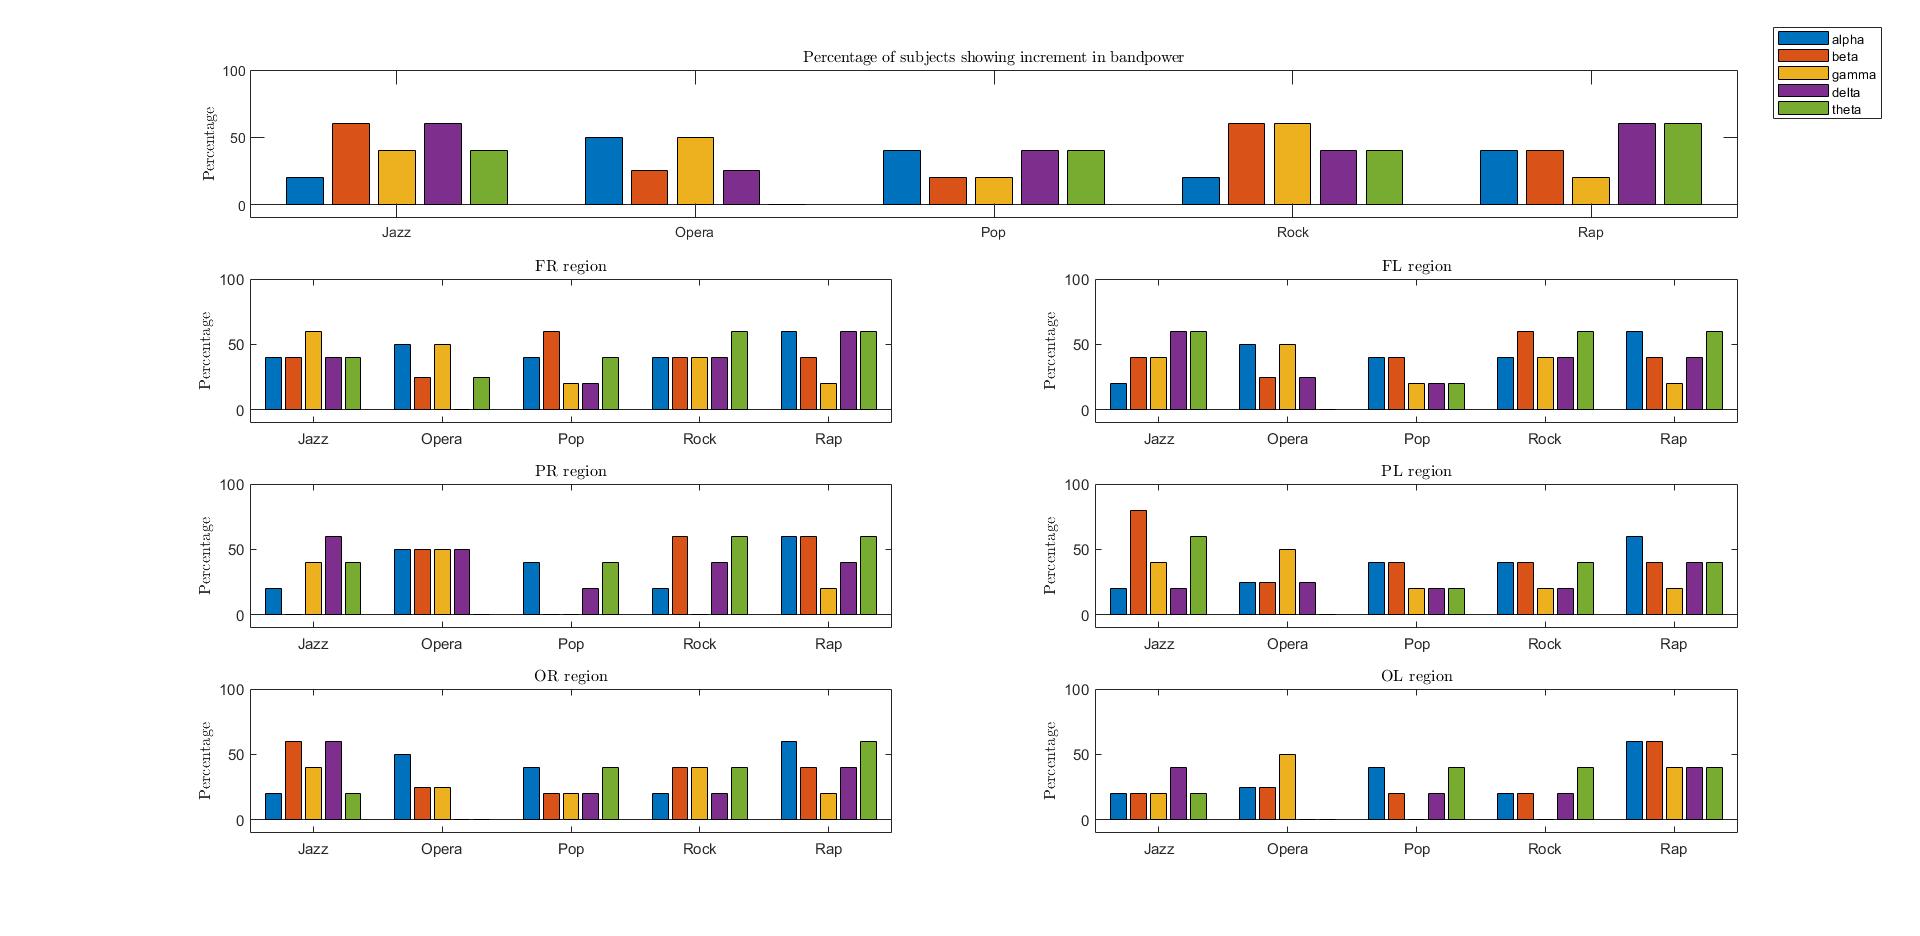 alpha
beta
gamma
delta
theta
Percentage of subjects showing increment in bandpower
Percentage
100
50
0
Jazz Opera Pop Rock Rap
FR region
Percentage
100
50
0
Jazz Opera Pop Rock Rap
FL region
Percentage
100
50
0
Jazz Opera Pop Rock Rap
PR region
Percentage
100
50
0
Jazz Opera Pop Rock Rap
PL region
Percentage
100
50
0
Jazz Opera Pop Rock Rap
OR region
Percentage
100
50
0
Jazz Opera Pop Rock Rap
OL region
Percentage
100
50
0
Jazz Opera Pop Rock Rap